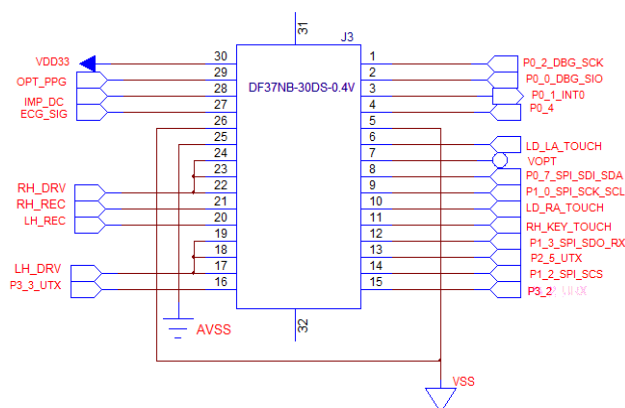 31
J3
VDD33 30 1 P0_2_DBG_SCK
OPT_PPG 29 DF37NB-30DS-0.4V 2 P0_0_DBG_SIO
IMP_DC 28 3 P0_1_INT0
ECG_SIG 27 4 P0_4
26 5
25 6 LD_LA_TOUCH
24 7 VOPT
23 8 P0_7_SPI_SDI_SDA
RH_DRV 22 9 P1_0_SPI_SCK_SCL
RH_REC 21 10 LD_RA_TOUCH
LH_REC 20 11 RH_KEY_TOUCH
19 12 P1_3_SPI_SDO_RX
18 13 P2_5_UTX
LH_DRV 17 14 P1_2_SPI_SCS
P3_3_UTX 16 15 P3_2
AVSS
32
VSS